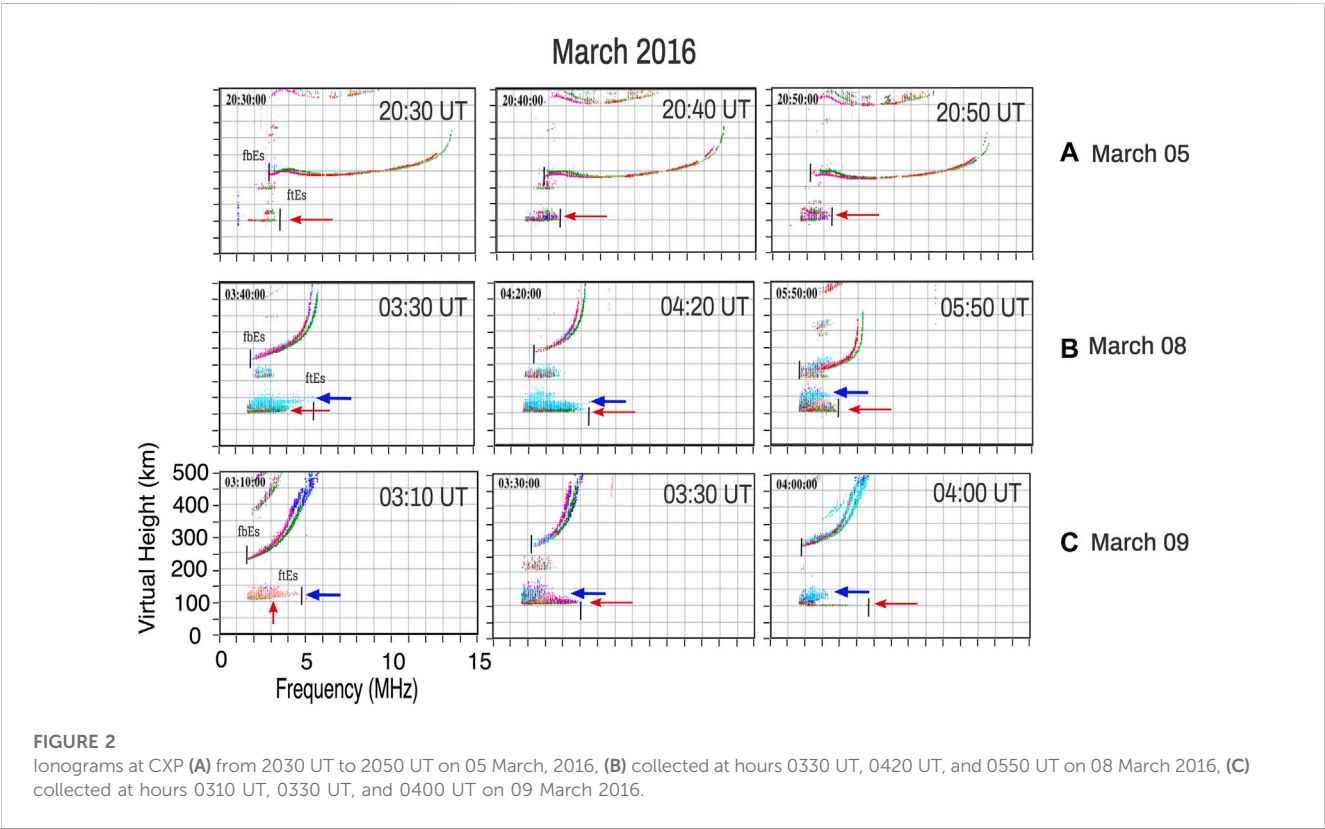 March 2016
20:30:00
20:30 UT
fbEs
ftEs
20:40:00
20:40 UT
20:50:00
20:50 UT
A March 05
03:40:00
03:30 UT
fbEs
ftEs
04:20:00
04:20 UT
05:50:00
05:50 UT
B March 08
Virtual Height (km)
500
400
300
200
100
0
03:10:00
03:10 UT
fbEs
ftEs
03:30:00
03:30 UT
04:00:00
04:00 UT
C March 09
0 5 10 15
Frequency (MHz)
FIGURE 2
Ionograms at CXP (A) from 2030 UT to 2050 UT on 05 March, 2016, (B) collected at hours 0330 UT, 0420 UT, and 0550 UT on 08 March 2016, (C)
collected at hours 0310 UT, 0330 UT, and 0400 UT on 09 March 2016.